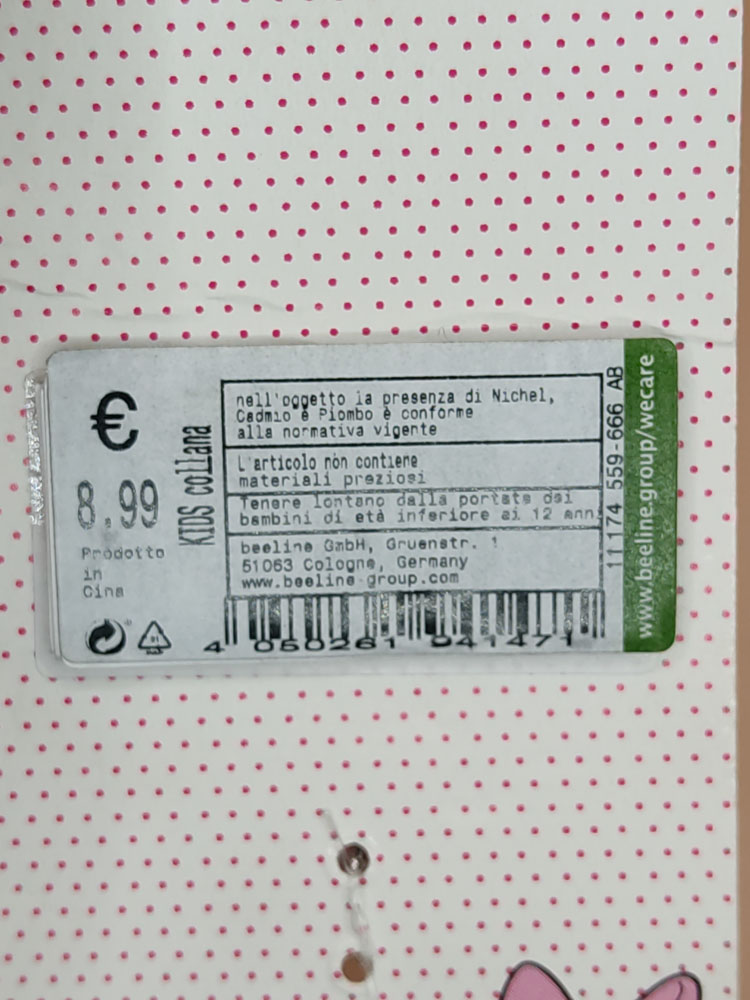 €
8.99
Prodotto
in
Cina
KIDS collana
nell'oggetto la presenza di Nichel,
Cadmio e Piombo è conforme
alla normativa vigente
L'articolo non contiene
materiali preziosi
Tenere lontano dalla portata dei
bambini di età inferiore ai 12 anni
beeline GmbH, Gruenstr. 1
51063 Cologne, Germany
www.beeline-group.com
4 050261 941471
11174 559-666 AB
www.beeline.group/wecare